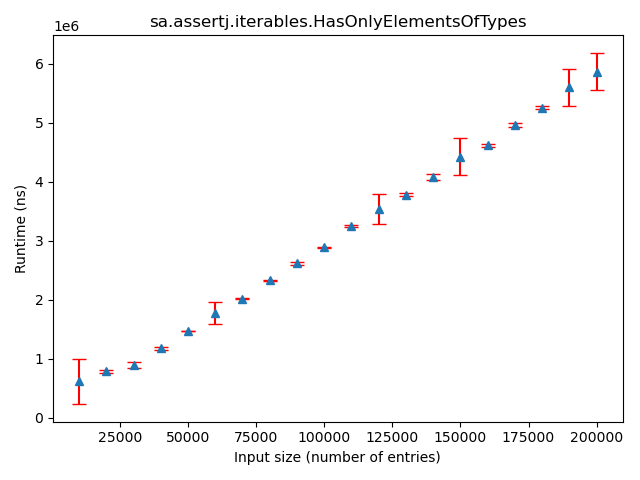 sa.assertj.iterables.HasOnlyElementsOfTypes
1e6
6
5
4
3
2
1
0
Runtime (ns)
25000 50000 75000 100000 125000 150000 175000 200000
Input size (number of entries)